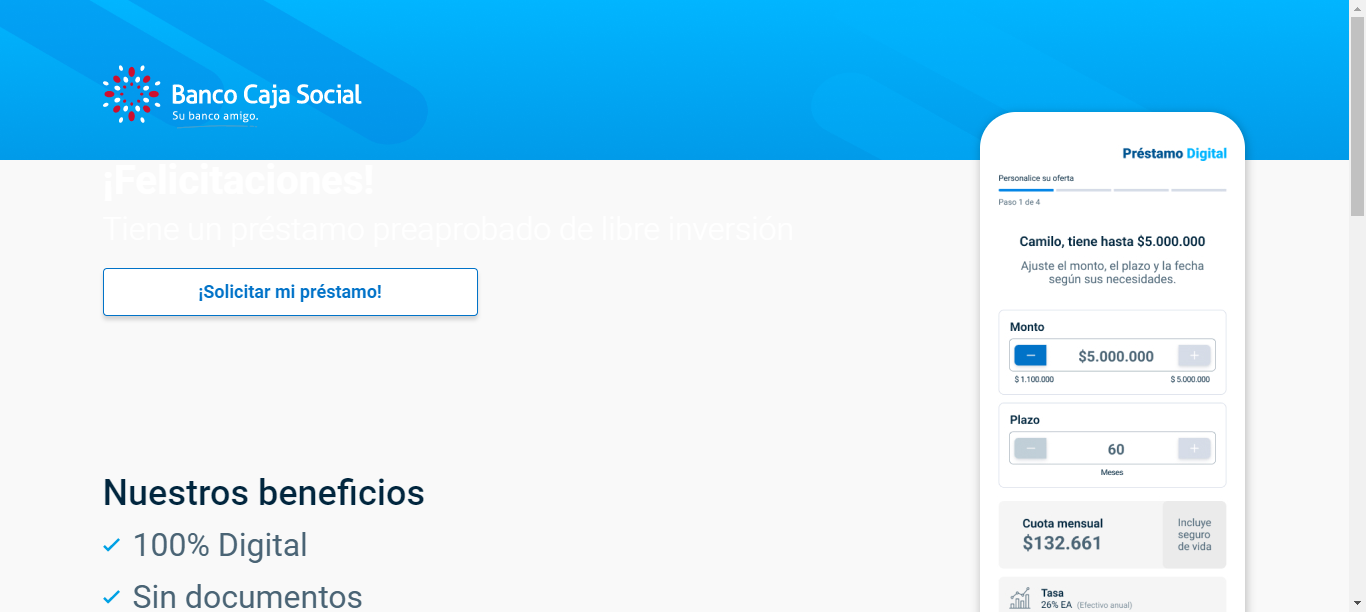 Banco Caja Social
Su banco amigo.
¡Felicitaciones!
Tiene un préstamo preaprobado de libre inversión
¡Solicitar mi préstamo!
Nuestros beneficios
100% Digital
Sin documentos
Préstamo Digital
Personalice su oferta
Paso 1 de 4
Camilo, tiene hasta $5.000.000
Ajuste el monto, el plazo y la fecha
según sus necesidades.
Monto
− $5.000.000 +
$ 1.100.000 $ 5.000.000
Plazo
− 60 +
Meses
Cuota mensual
$132.661
Incluye
seguro
de vida
Tasa
26% EA (Efectivo anual)